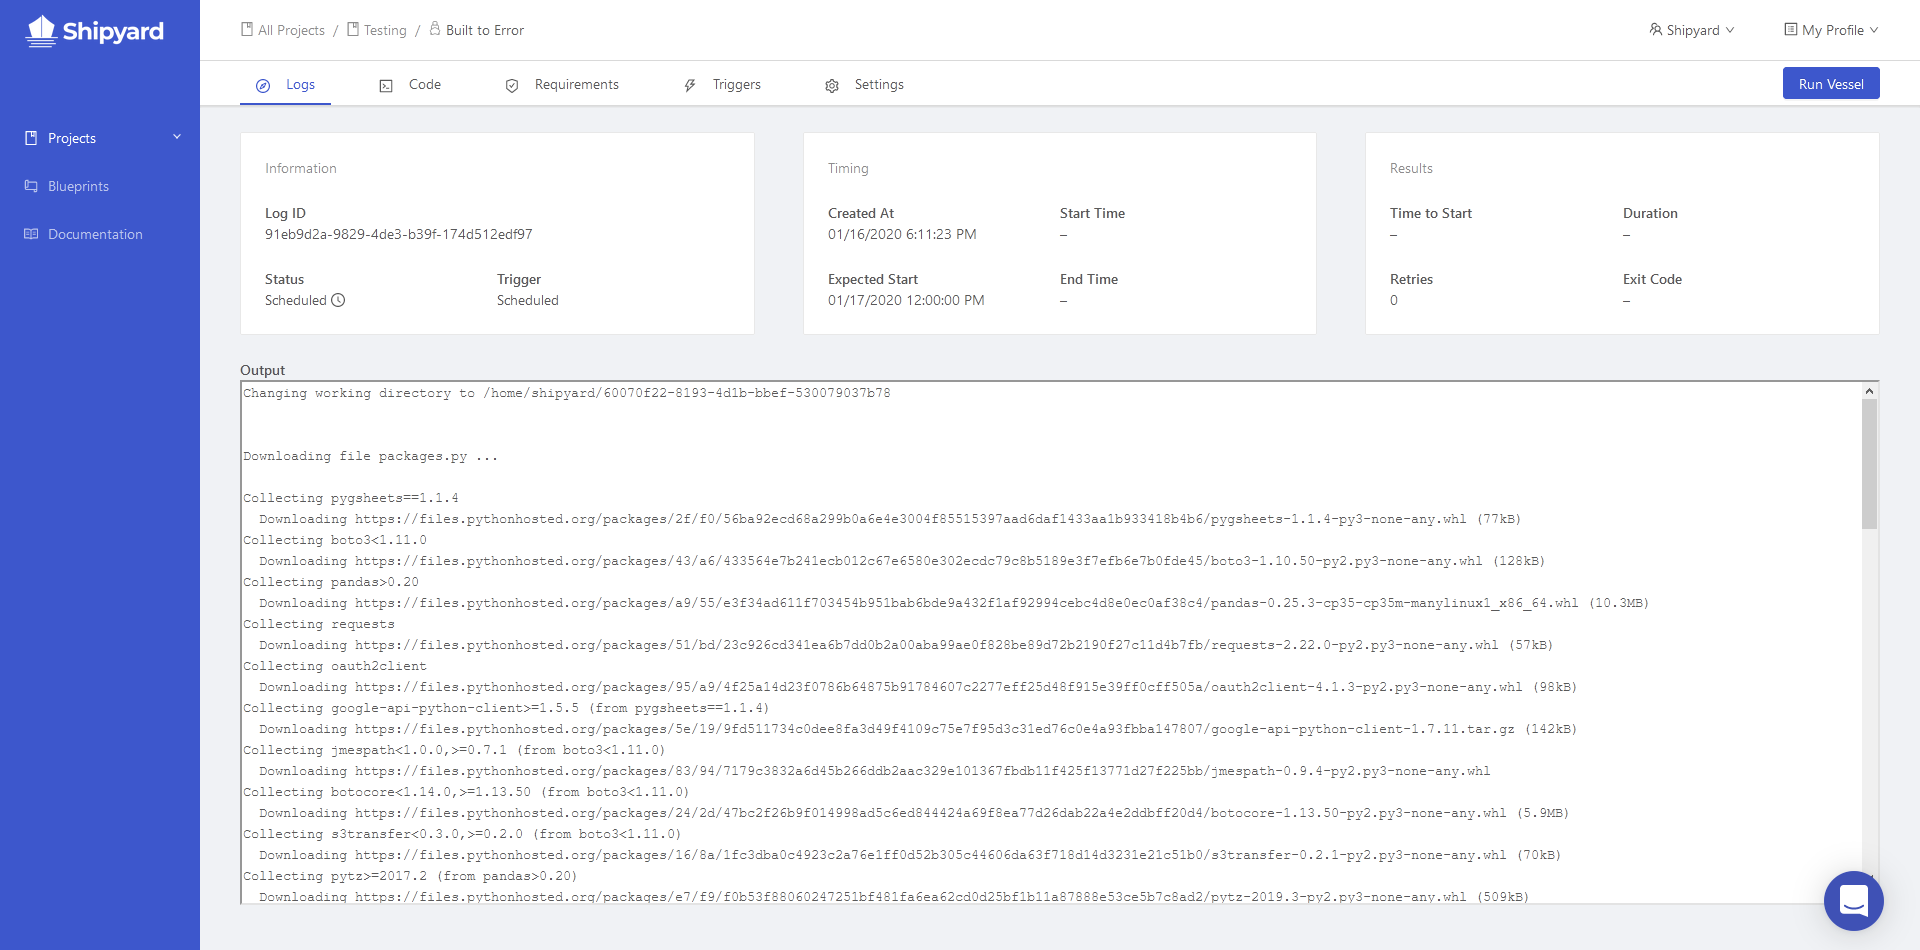 Shipyard
All Projects / Testing / Built to Error
Shipyard
My Profile
Logs
Code
Requirements
Triggers
Settings
Run Vessel
Projects
Blueprints
Documentation
Information
Log ID
91eb9d2a-9829-4de3-b39f-174d512edf97
Status
Scheduled
Trigger
Scheduled
Timing
Created At
01/16/2020 6:11:23 PM
Start Time
–
Expected Start
01/17/2020 12:00:00 PM
End Time
–
Results
Time to Start
–
Duration
–
Retries
0
Exit Code
–
Output
Changing working directory to /home/shipyard/60070f22-8193-4d1b-bbef-530079037b78
Downloading file packages.py ...
Collecting pygsheets==1.1.4
Downloading https://files.pythonhosted.org/packages/2f/f0/56ba92ecd68a299b0a6e4e3004f85515397aad6daf1433aa1b933418b4b6/pygsheets-1.1.4-py3-none-any.whl (77kB)
Collecting boto3<1.11.0
Downloading https://files.pythonhosted.org/packages/43/a6/433564e7b241ecb012c67e6580e302ecdc79c8b5189e3f7efb6e7b0fde45/boto3-1.10.50-py2.py3-none-any.whl (128kB)
Collecting pandas>0.20
Downloading https://files.pythonhosted.org/packages/a9/55/e3f34ad611f703454b951bab6bde9a432f1af92994cebc4d8e0ec0af38c4/pandas-0.25.3-cp35-cp35m-manylinux1_x86_64.whl (10.3MB)
Collecting requests
Downloading https://files.pythonhosted.org/packages/51/bd/23c926cd341ea6b7dd0b2a00aba99ae0f828be89d72b2190f27c11d4b7fb/requests-2.22.0-py2.py3-none-any.whl (57kB)
Collecting oauth2client
Downloading https://files.pythonhosted.org/packages/95/a9/4f25a14d23f0786b64875b91784607c2277eff25d48f915e39ff0cff505a/oauth2client-4.1.3-py2.py3-none-any.whl (98kB)
Collecting google-api-python-client>=1.5.5 (from pygsheets==1.1.4)
Downloading https://files.pythonhosted.org/packages/5e/19/9fd511734c0dee8fa3d49f4109c75e7f95d3c31ed76c0e4a93fbba147807/google-api-python-client-1.7.11.tar.gz (142kB)
Collecting jmespath<1.0.0,>=0.7.1 (from boto3<1.11.0)
Downloading https://files.pythonhosted.org/packages/83/94/7179c3832a6d45b266ddb2aac329e101367fbdb11f425f13771d27f225bb/jmespath-0.9.4-py2.py3-none-any.whl
Collecting botocore<1.14.0,>=1.13.50 (from boto3<1.11.0)
Downloading https://files.pythonhosted.org/packages/24/2d/47bc2f26b9f014998ad5c6ed844424a69f8ea77d26dab22a4e2ddbff20d4/botocore-1.13.50-py2.py3-none-any.whl (5.9MB)
Collecting s3transfer<0.3.0,>=0.2.0 (from boto3<1.11.0)
Downloading https://files.pythonhosted.org/packages/16/8a/1fc3dba0c4923c2a76e1ff0d52b305c44606da63f718d14d3231e21c51b0/s3transfer-0.2.1-py2.py3-none-any.whl (70kB)
Collecting pytz>=2017.2 (from pandas>0.20)
Downloading https://files.pythonhosted.org/packages/e7/f9/f0b53f88060247251bf481fa6ea62cd0d25bf1b11a87888e53ce5b7c8ad2/pytz-2019.3-py2.py3-none-any.whl (509kB)